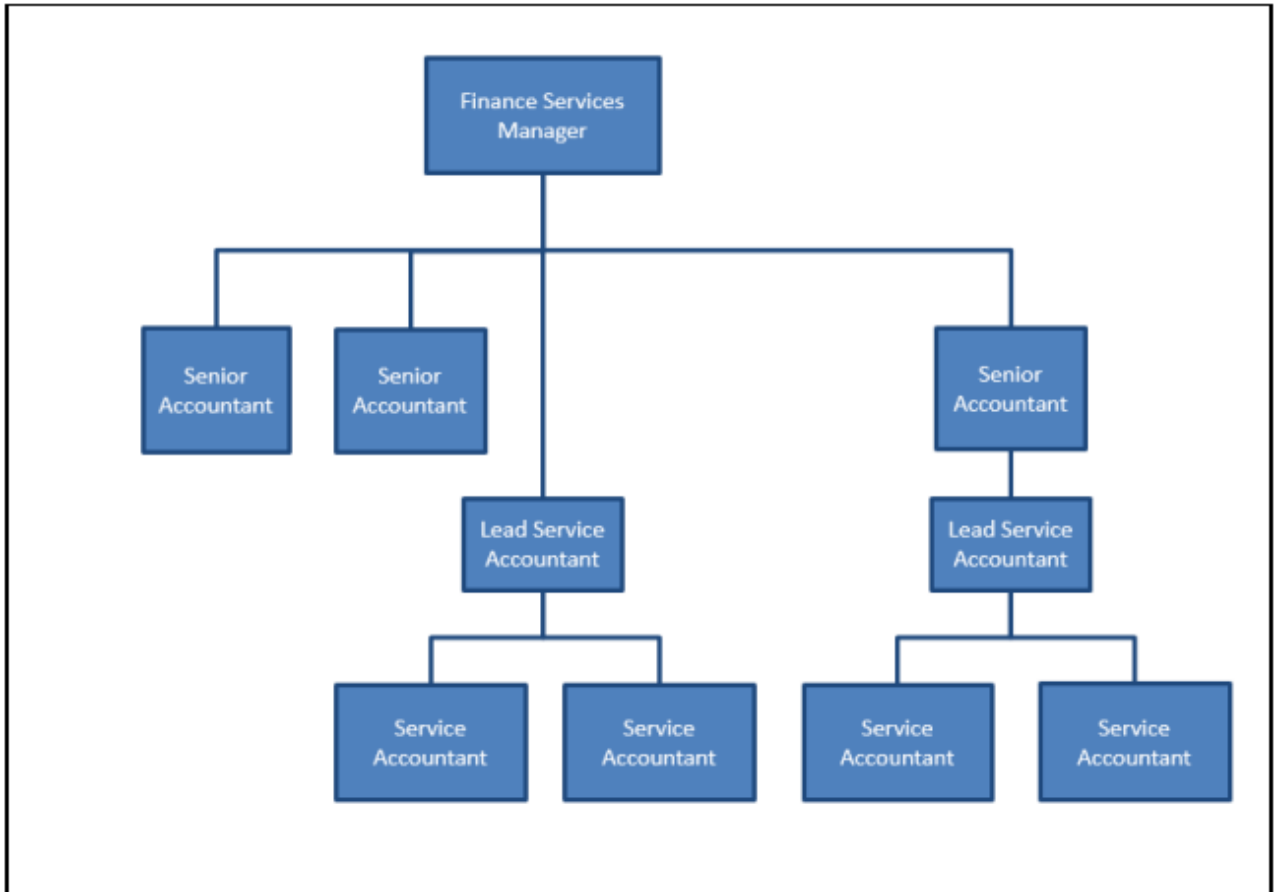 Finance Services
Manager
Senior
Accountant
Senior
Accountant
Senior
Accountant
Lead Service
Accountant
Lead Service
Accountant
Service
Accountant
Service
Accountant
Service
Accountant
Service
Accountant